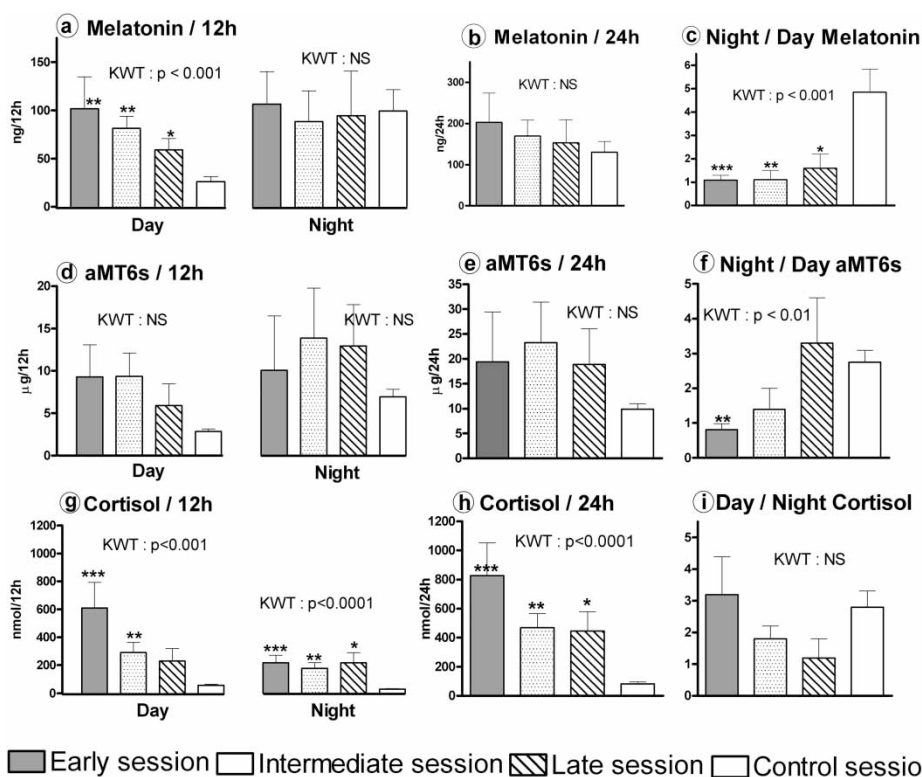 ⓐ Melatonin / 12h
KWT : p < 0.001
KWT : NS
ng/12h
150
100
50
0
** ** *
Day
Night
ⓑ Melatonin / 24h
KWT : NS
ng/24h
300
200
100
0
ⓒ Night / Day Melatonin
KWT : p < 0.001
6
5
4
3
2
1
0
*** ** *
ⓓ aMT6s / 12h
KWT : NS
KWT : NS
µg/12h
20
15
10
5
0
Day
Night
ⓔ aMT6s / 24h
KWT : NS
µg/24h
35
30
25
20
15
10
5
0
ⓕ Night / Day aMT6s
KWT : p < 0.01
5
4
3
2
1
0
**
ⓖ Cortisol / 12h
KWT : p<0.001
KWT : p<0.0001
nmol/12h
1200
1000
800
600
400
200
0
*** **
*** ** *
Day
Night
ⓗ Cortisol / 24h
KWT : p<0.0001
nmol/24h
1200
1000
800
600
400
200
0
*** ** *
ⓘ Day / Night Cortisol
KWT : NS
5
4
3
2
1
0
Early session Intermediate session Late session Control sessio